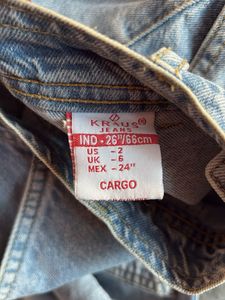 KRAUS®
JEANS
IND - 26"/66cm
US - 2
UK - 6
MEX - 24"
CARGO